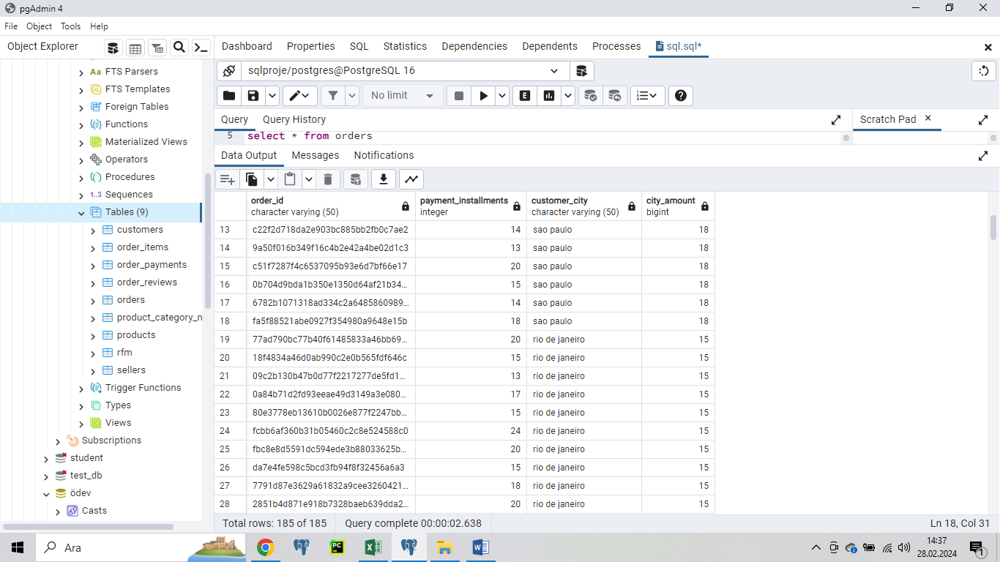 pgAdmin 4
File Object Tools Help
Object Explorer
Dashboard Properties SQL Statistics Dependencies Dependents Processes sql.sql*
FTS Parsers
FTS Templates
Foreign Tables
Functions
Materialized Views
Operators
Procedures
1..3 Sequences
Tables (9)
customers
order_items
order_payments
order_reviews
orders
product_category_n
products
rfm
sellers
Trigger Functions
Types
Views
Subscriptions
student
test_db
ödev
Casts
sqlproje/postgres@PostgreSQL 16
No limit
Query Query History
Scratch Pad
5 select * from orders
Data Output Messages Notifications
order_id payment_installments customer_city city_amount
character varying (50) integer character varying (50) bigint
13 c22f2d718da2e903bc885bb2fb0c7ae2 14 sao paulo 18
14 9a50f016b349f16c4b2e42a4be02d1c3 13 sao paulo 18
15 c51f7287f4c6537095b93e6d7bf66e17 20 sao paulo 18
16 0b704d9bda1b350e1350d64af21b34... 15 sao paulo 18
17 6782b1071318ad334c2a6485860989... 14 sao paulo 18
18 fa5f88521abe0927f354980a9648e15b 18 sao paulo 18
19 77ad790bc77b40f61485833a46bb69... 20 rio de janeiro 15
20 18f4834a46d0ab990c2e0b565fdf646c 15 rio de janeiro 15
21 09c2b130b47b0d77f2217277de5fd1... 13 rio de janeiro 15
22 0a84b71d2fd93eeae49d3149a3e080... 17 rio de janeiro 15
23 80e3778eb13610b0026e877f2247bb... 15 rio de janeiro 15
24 fcbb6af360b31b05460c2c8e524588c0 24 rio de janeiro 15
25 fbc8e8d5591dc594ede3b88033625b... 20 rio de janeiro 15
26 da7e4fe598c5bcd3fb94f8f32456a6a3 15 rio de janeiro 15
27 7791d87e3629a61832a9cee3260421... 18 rio de janeiro 15
28 2851b4d871e918b7328baeb639dda2... 20 rio de janeiro 15
Total rows: 185 of 185 Query complete 00:00:02.638 Ln 18, Col 31
Ara
14:37
28.02.2024